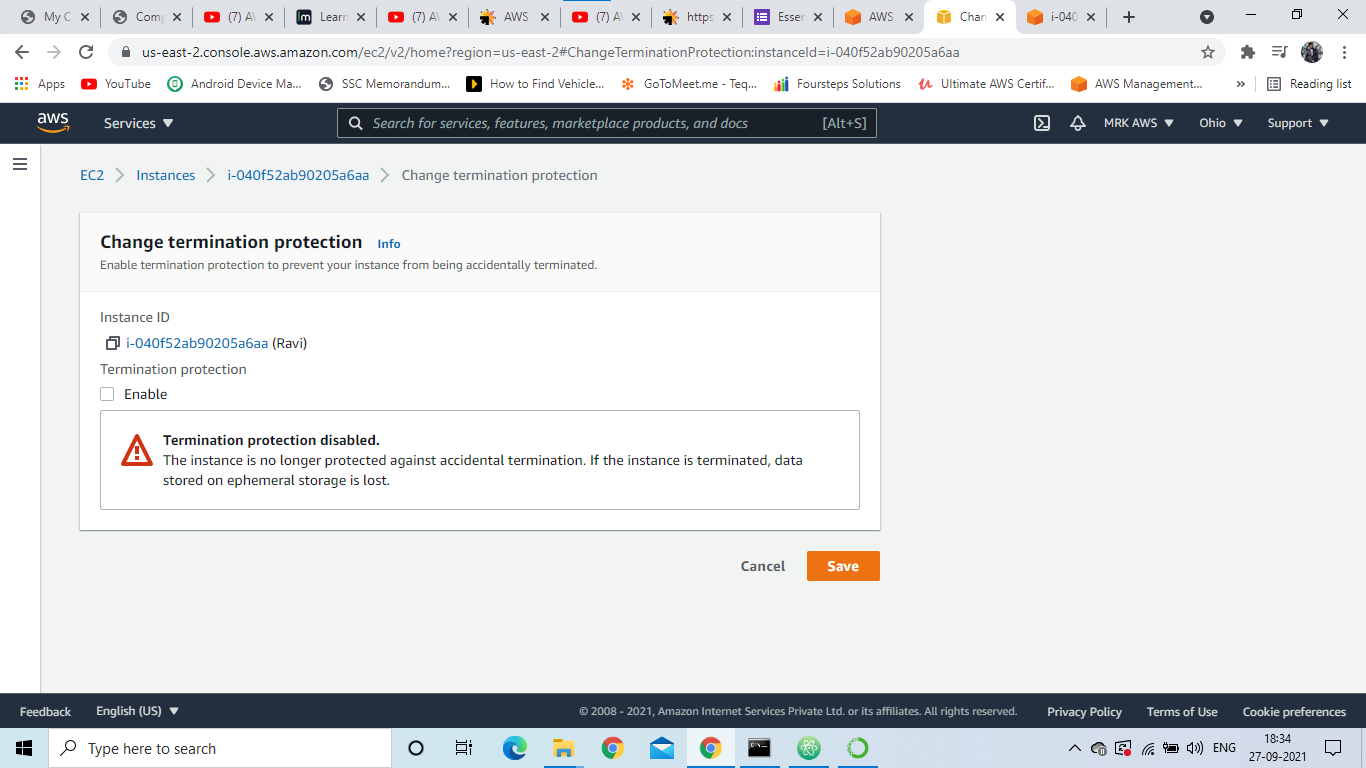 My C
Comp
(7) A
Learn
(7) A
AWS
(7) A
https
Esser
AWS
Chan
i-040
us-east-2.console.aws.amazon.com/ec2/v2/home?region=us-east-2#ChangeTerminationProtection:instanceId=i-040f52ab90205a6aa
Apps
YouTube
Android Device Ma...
SSC Memorandum...
How to Find Vehicle...
GoToMeet.me - Teq...
Foursteps Solutions
Ultimate AWS Certif...
AWS Management...
»
Reading list
aws
Services
Search for services, features, marketplace products, and docs
[Alt+S]
MRK AWS
Ohio
Support
EC2
Instances
i-040f52ab90205a6aa
Change termination protection
Change termination protection Info
Enable termination protection to prevent your instance from being accidentally terminated.
Instance ID
i-040f52ab90205a6aa (Ravi)
Termination protection
Enable
Termination protection disabled.
The instance is no longer protected against accidental termination. If the instance is terminated, data
stored on ephemeral storage is lost.
Cancel
Save
Feedback
English (US)
© 2008 - 2021, Amazon Internet Services Private Ltd. or its affiliates. All rights reserved.
Privacy Policy
Terms of Use
Cookie preferences
Type here to search
ENG
18:34
27-09-2021